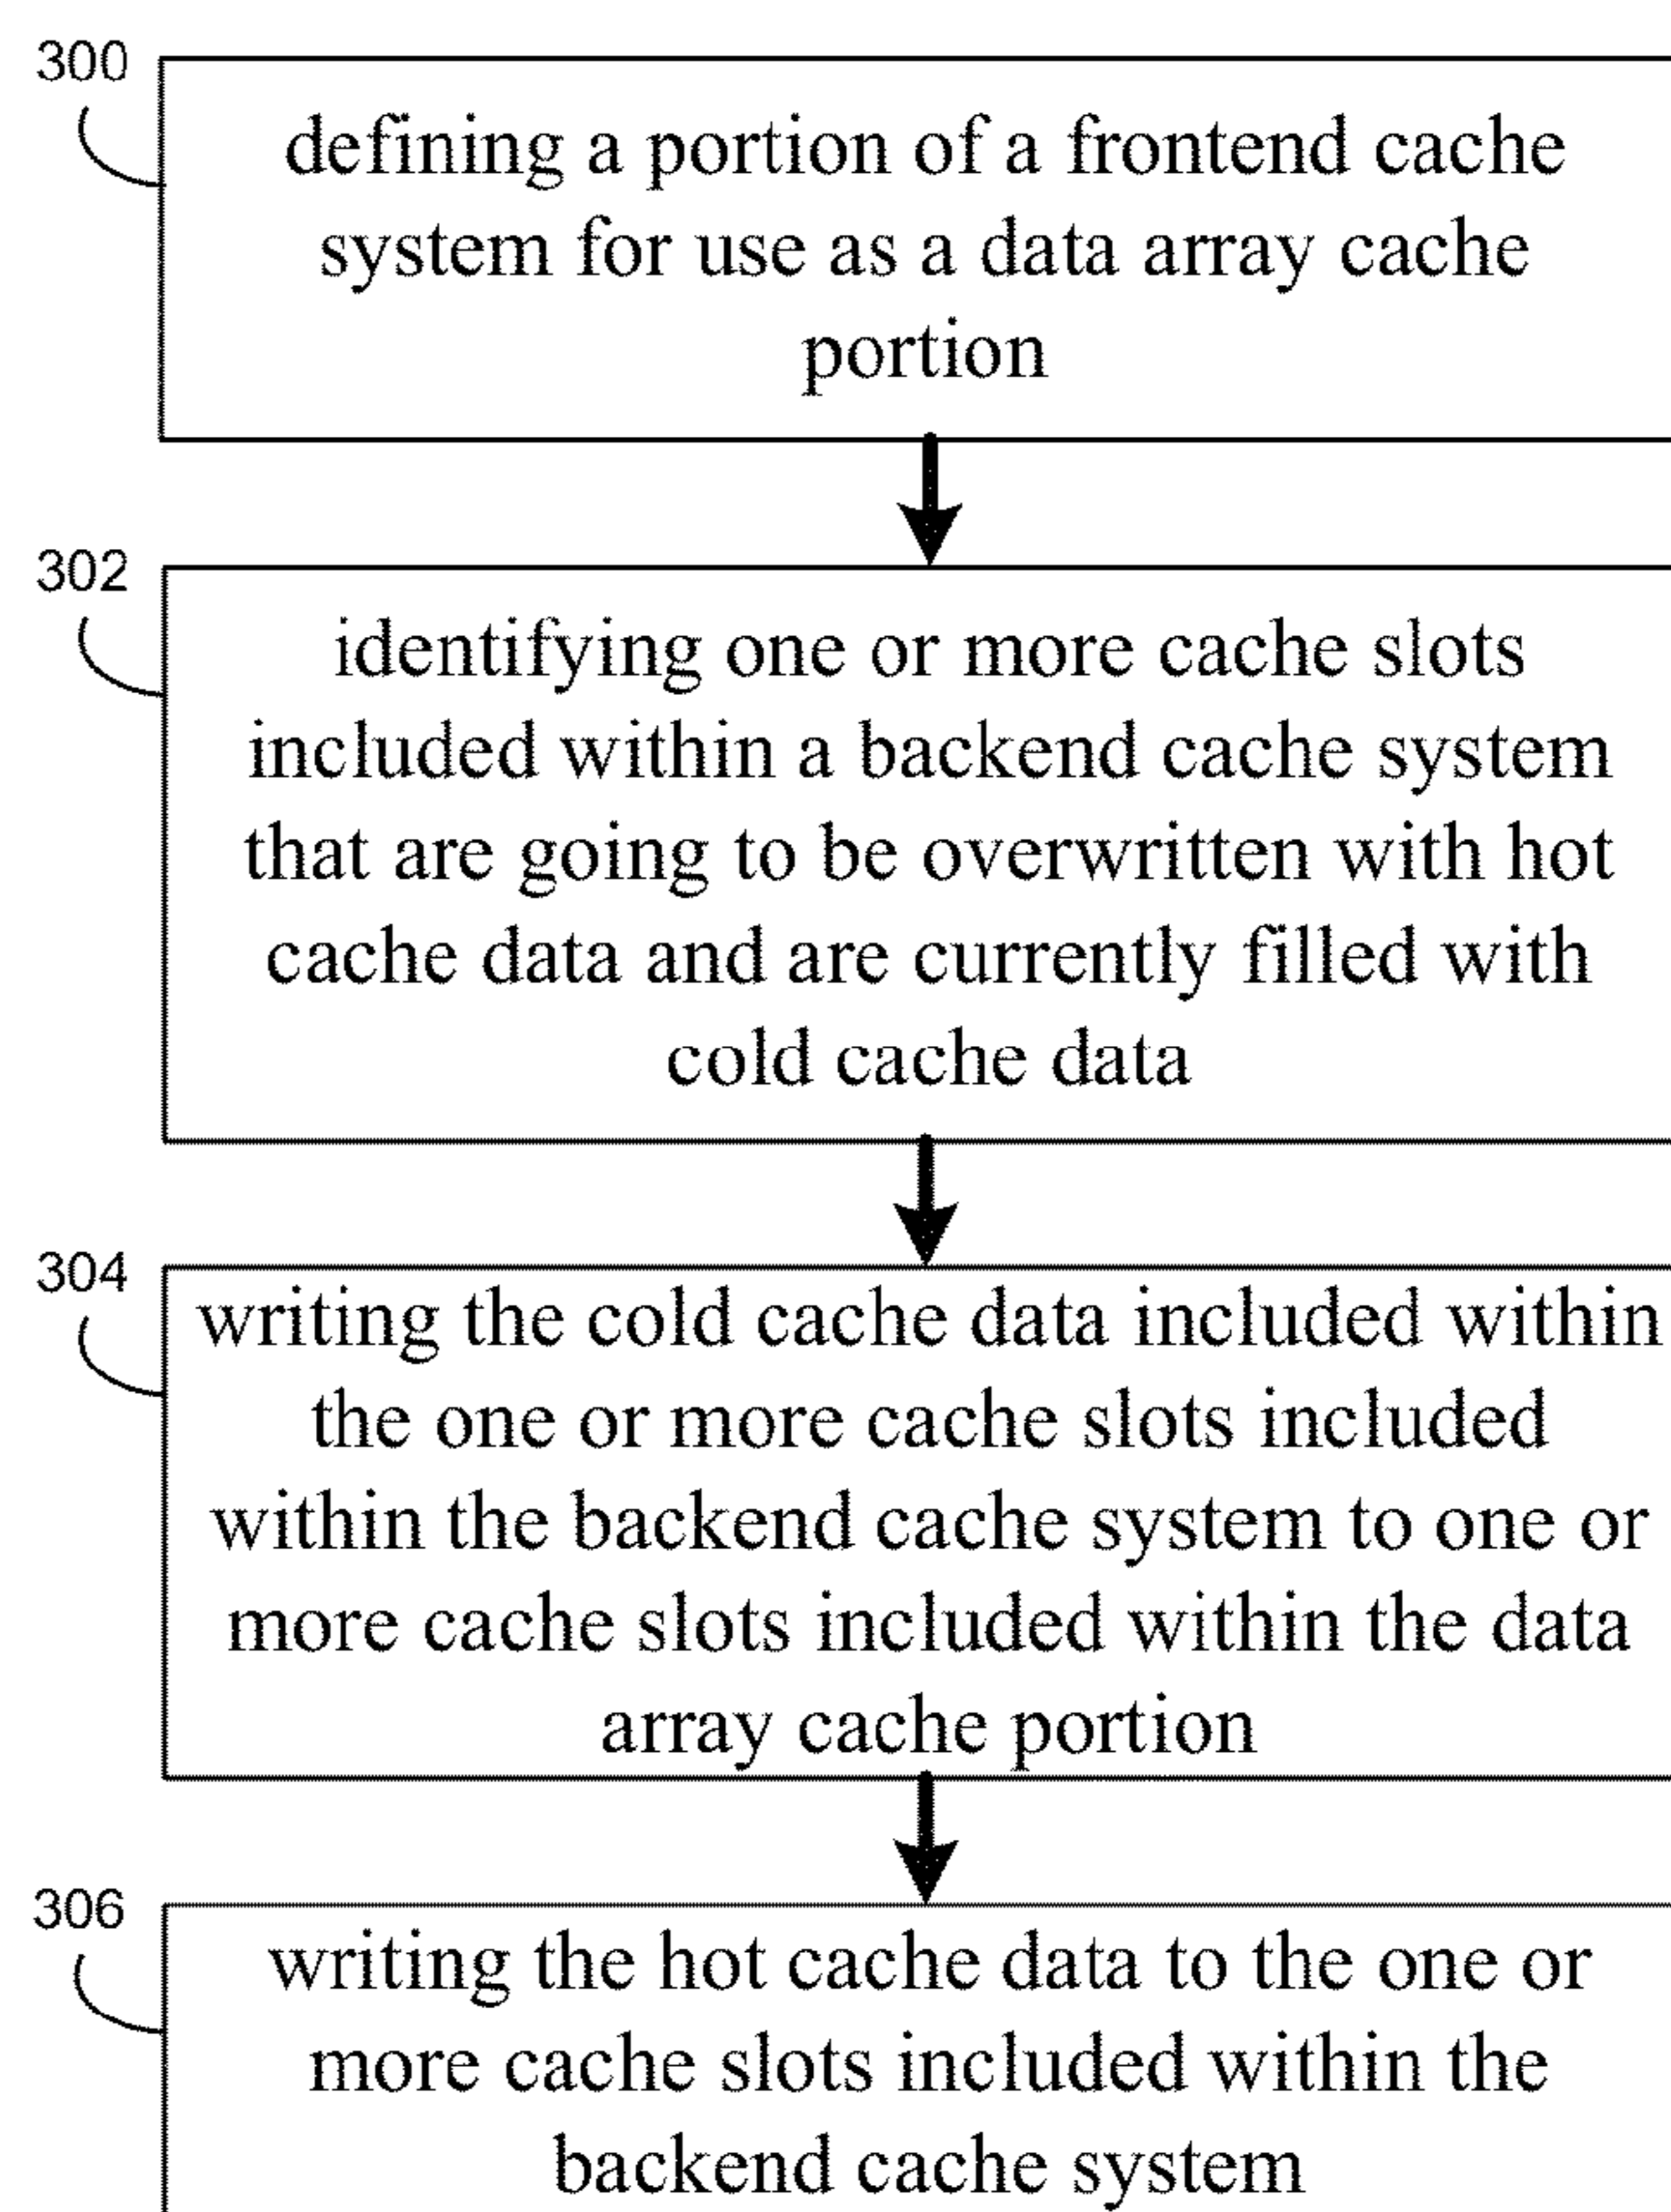 300
defining a portion of a frontend cache
system for use as a data array cache
portion
302
identifying one or more cache slots
included within a backend cache system
that are going to be overwritten with hot
cache data and are currently filled with
cold cache data
304
writing the cold cache data included within
the one or more cache slots included
within the backend cache system to one or
more cache slots included within the data
array cache portion
306
writing the hot cache data to the one or
more cache slots included within the
backend cache system